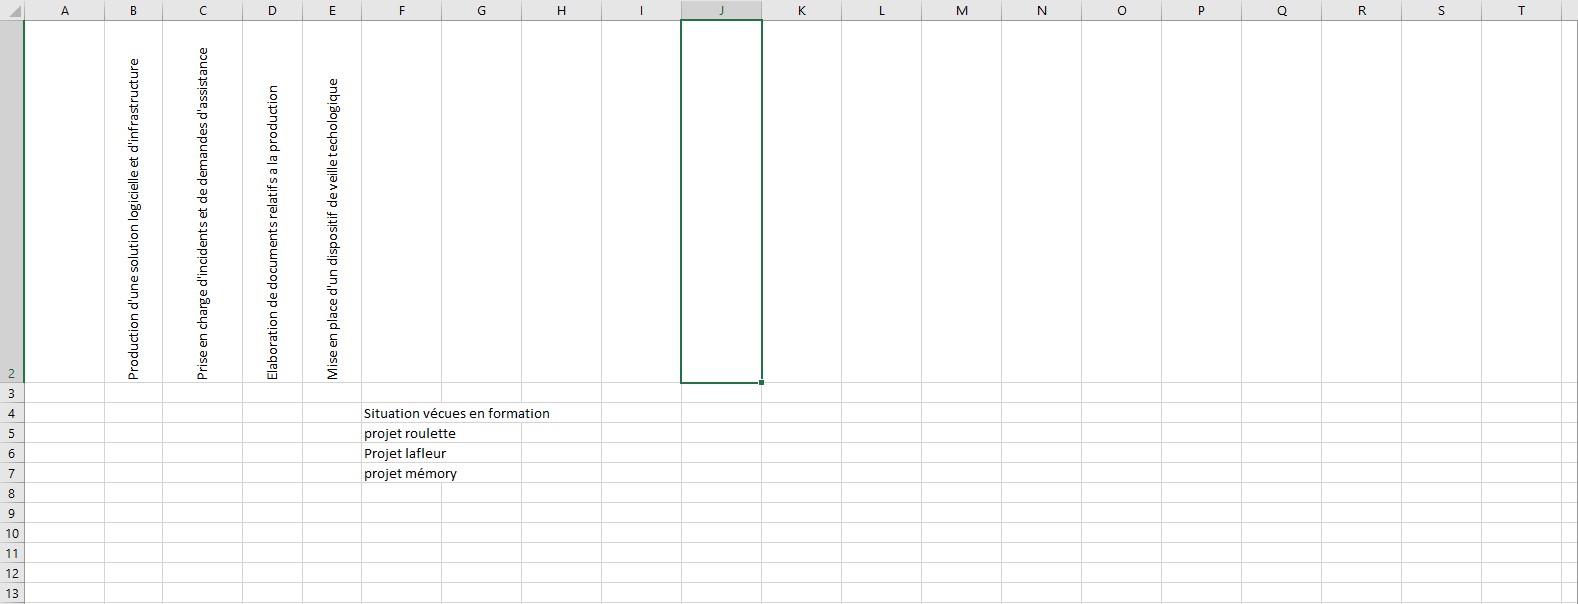 A B C D E F G H I J K L M N O P Q R S T
Production d'une solution logicielle et d'infrastructure
Prise en charge d'incidents et de demandes d'assistance
Elaboration de documents relatifs a la production
Mise en place d'un dispositif de veille techologique
2
3
4 Situation vécues en formation
5 projet roulette
6 Projet lafleur
7 projet mémory
8
9
10
11
12
13